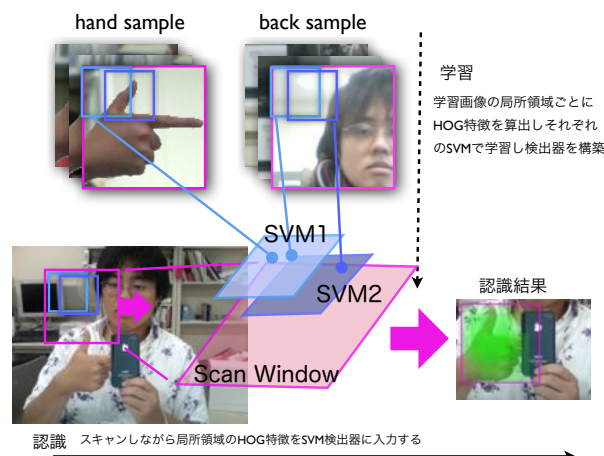 hand sample
back sample
学習
学習画像の局所領域ごとに
HOG特徴を算出しそれぞれ
のSVMで学習し検出器を構築
SVM1
SVM2
Scan Window
認識結果
認識 スキャンしながら局所領域のHOG特徴をSVM検出器に入力する